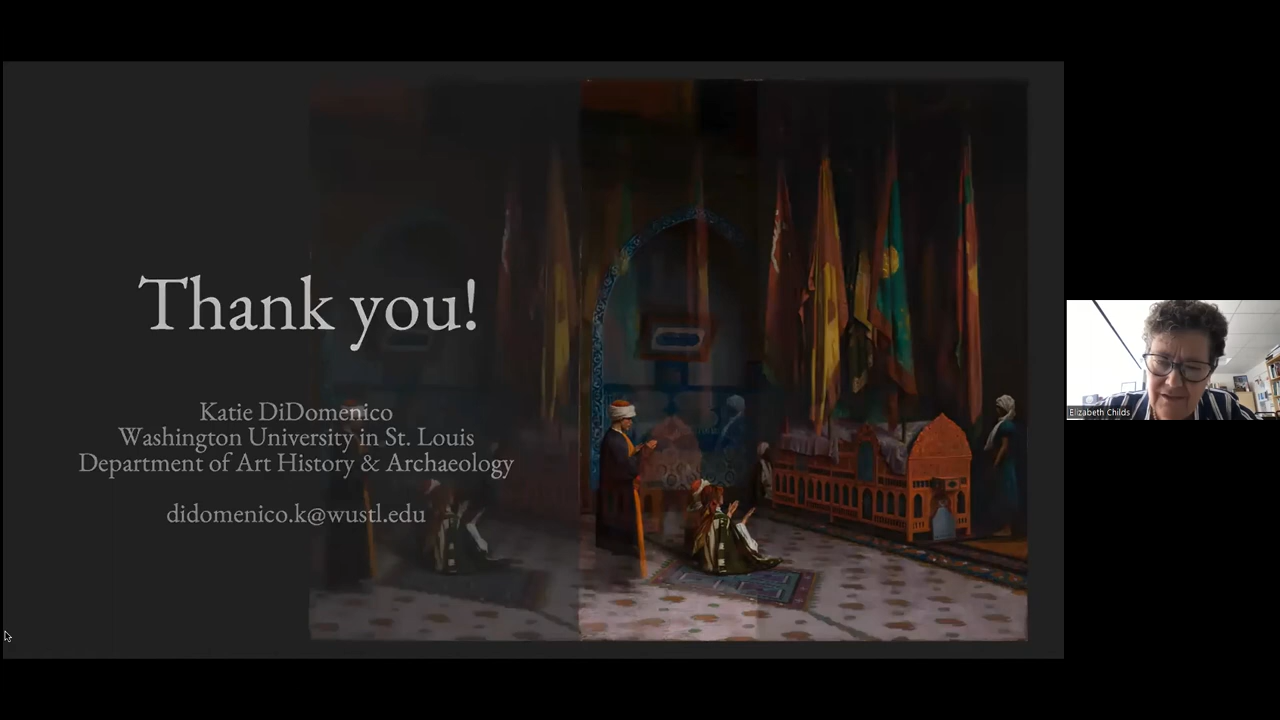 Thank you!
Katie DiDomenico
Washington University in St. Louis
Department of Art History & Archaeology
didomenico.k@wustl.edu
Elizabeth Childs